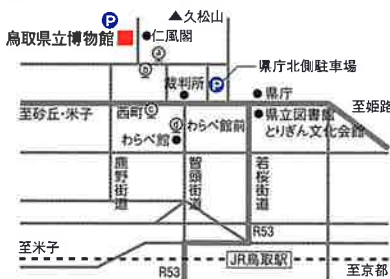 P
▲久松山
鳥取県立博物館
仁風閣
a
b
裁判所
P
県庁北側駐車場
県庁
至姫路
至砂丘・米子
西町
c
d
わらべ館前
県立図書館
とりぎん文化会館
わらべ館
鹿野街道
智頭街道
若桜街道
R53
至米子
JR鳥取駅
R53
至京都